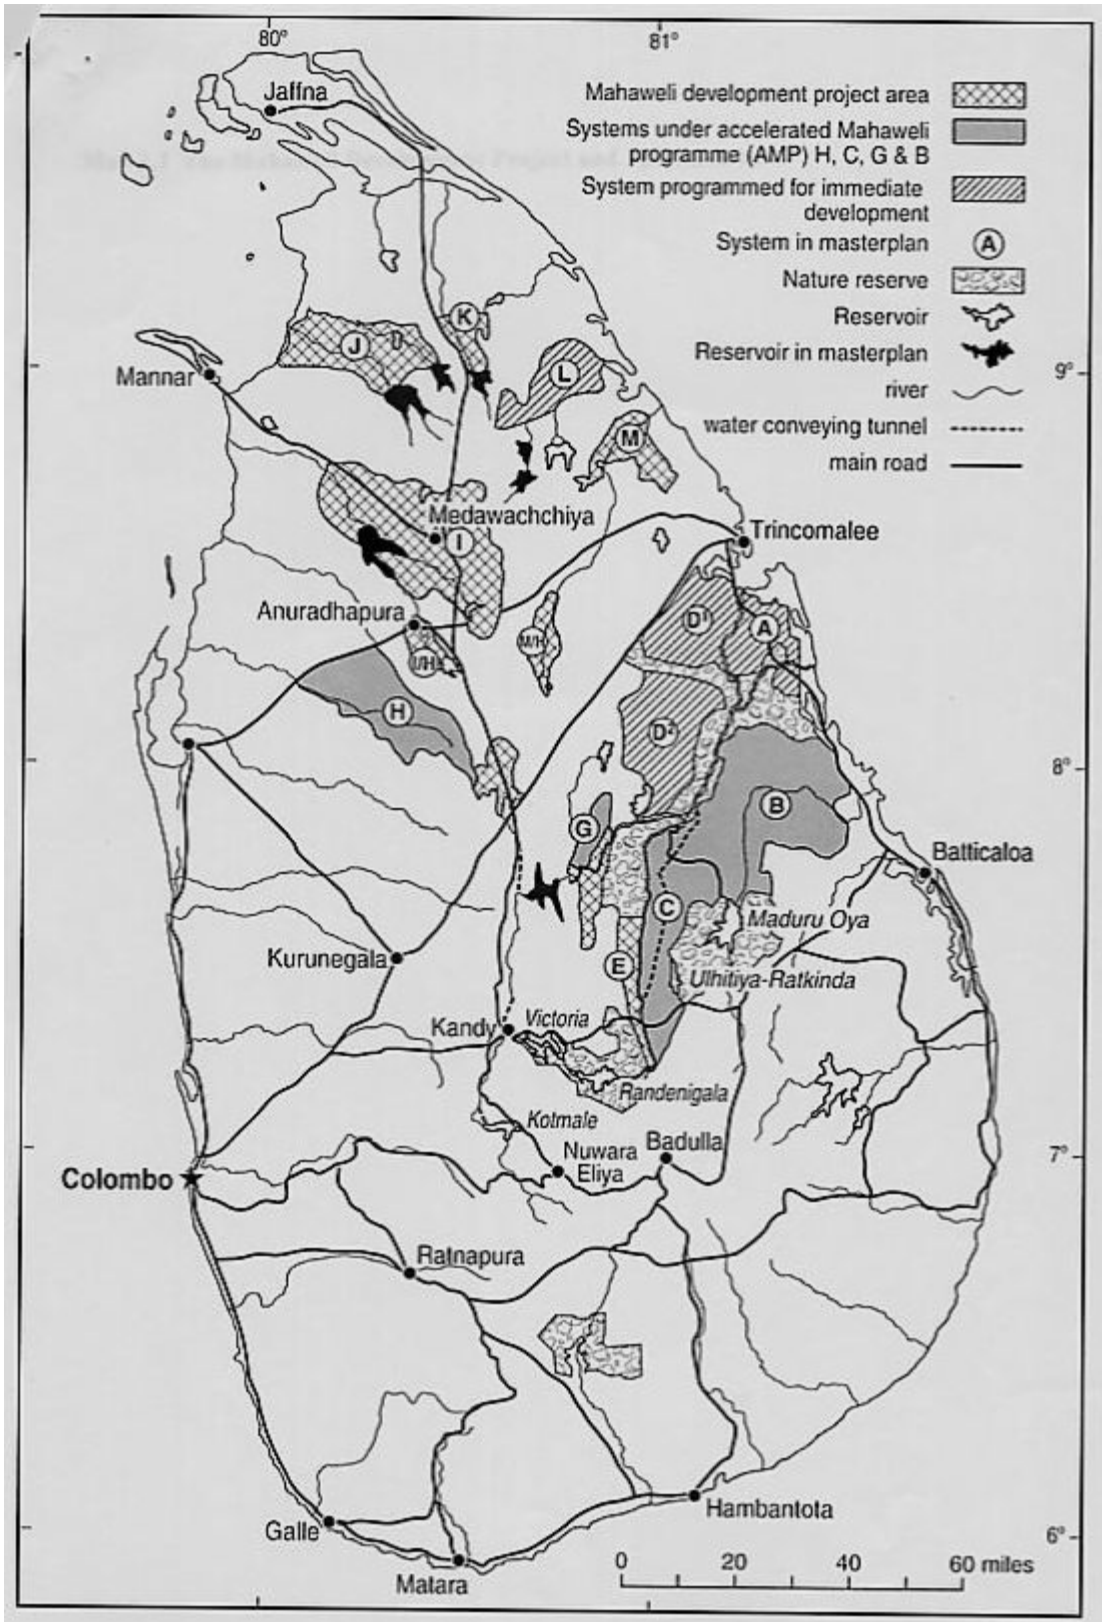 80°
81°
Jaffna
Mahaweli development project area
Systems under accelerated Mahaweli
programme (AMP) H, C, G & B
System programmed for immediate
development
System in masterplan
A
Nature reserve
Reservoir
Reservoir in masterplan
river
water conveying tunnel
main road
K
J
L
M
Mannar
9°
Medawachchiya
I
Trincomalee
Anuradhapura
D¹
A
M/H
I/H
H
D²
8°
B
G
Batticaloa
C
Maduru Oya
Kurunegala
E
Ulhitiya-Ratkinda
Kandy
Victoria
Randenigala
Kotmale
Nuwara
Eliya
Badulla
7°
Colombo
Ratnapura
Hambantota
Galle
6°
Matara
0 20 40 60 miles